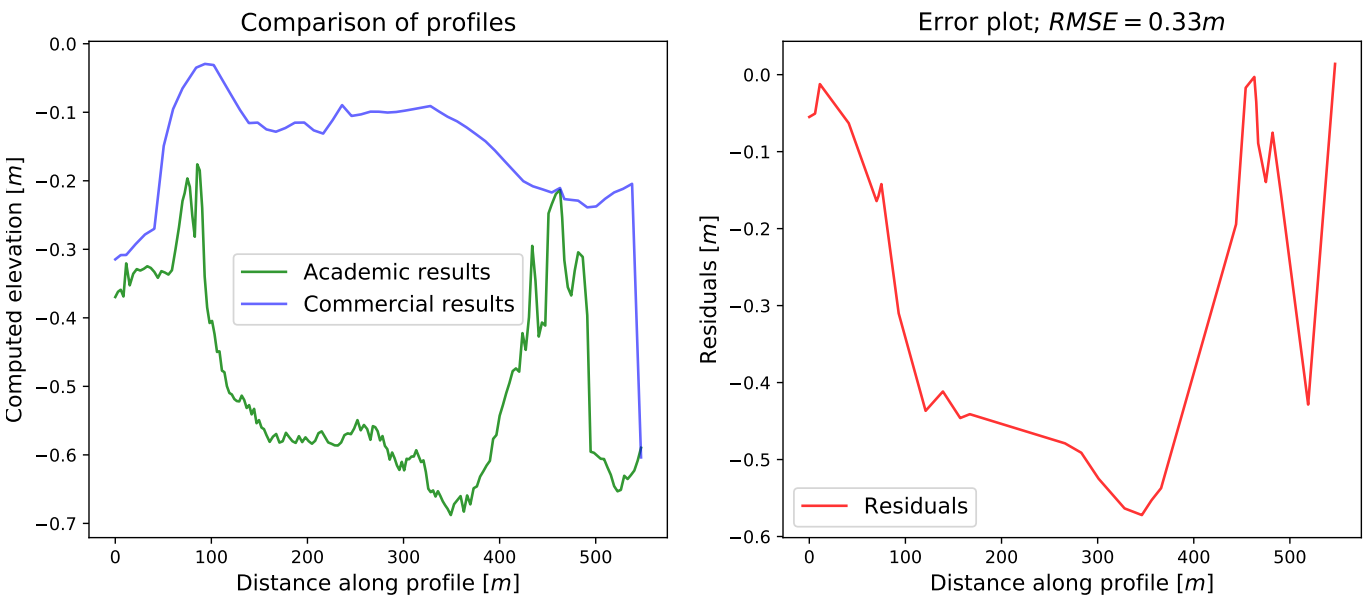 Comparison of profiles
0.0
−0.1
−0.2
−0.3
−0.4
−0.5
−0.6
−0.7
Computed elevation [m]
Academic results
Commercial results
0 100 200 300 400 500
Distance along profile [m]
Error plot; RMSE = 0.33m
0.0
−0.1
−0.2
−0.3
−0.4
−0.5
−0.6
Residuals [m]
Residuals
0 100 200 300 400 500
Distance along profile [m]